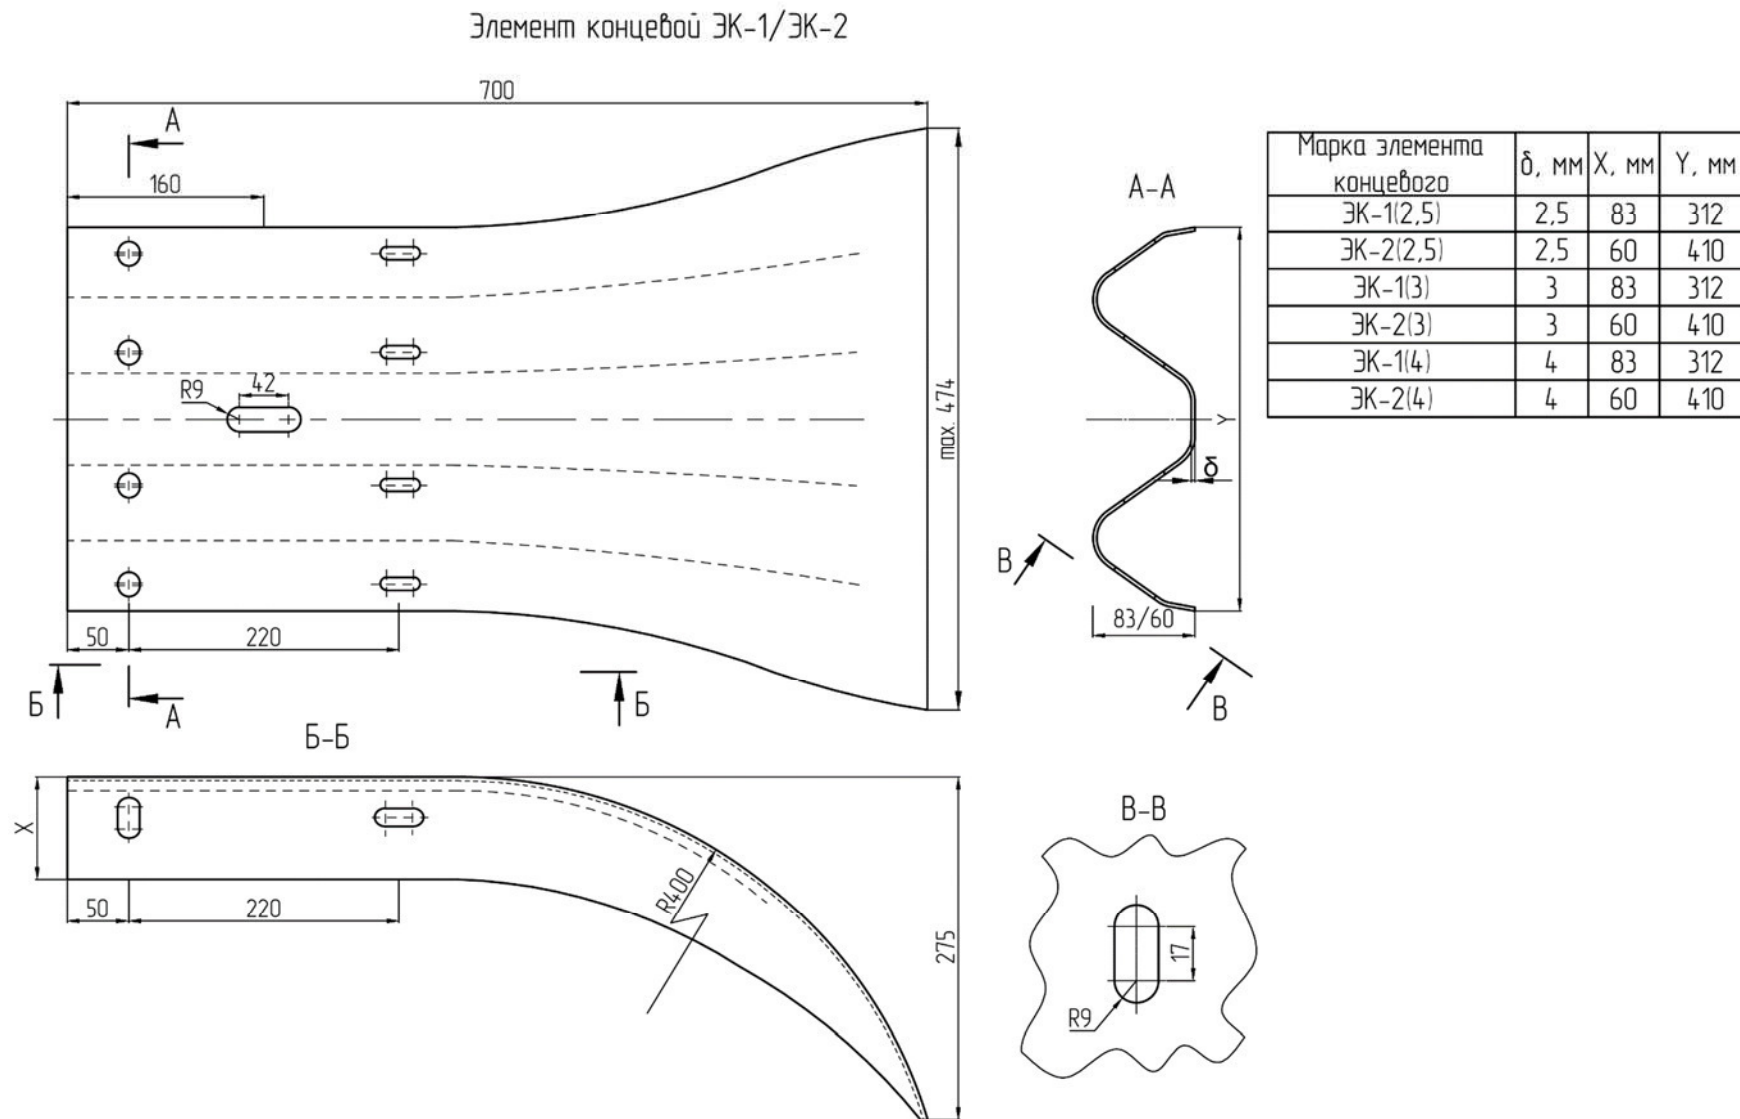 Элемент концевой ЭК-1/ЭК-2
700
А
160
R9
42
max. 474
50
220
Б
А
Б
А-А
Y
δ
В
83/60
В
Марка элемента концевого δ, мм X, мм Y, мм
ЭК-1(2,5) 2,5 83 312
ЭК-2(2,5) 2,5 60 410
ЭК-1(3) 3 83 312
ЭК-2(3) 3 60 410
ЭК-1(4) 4 83 312
ЭК-2(4) 4 60 410
Б-Б
X
50
220
R400
275
В-В
17
R9